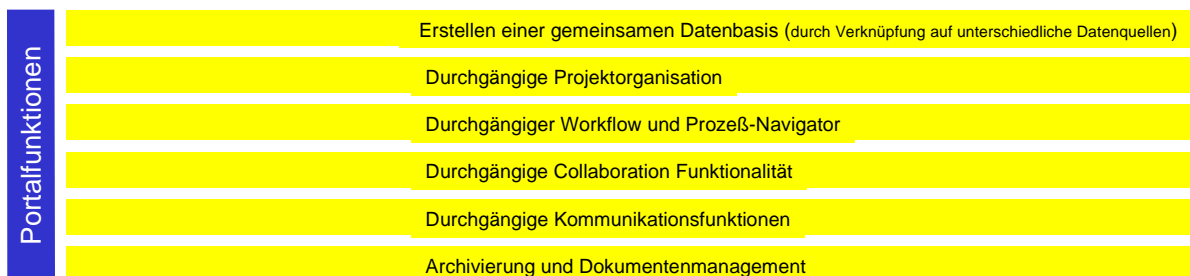 Portalfunktionen
Erstellen einer gemeinsamen Datenbasis (durch Verknüpfung auf unterschiedliche Datenquellen)
Durchgängige Projektorganisation
Durchgängiger Workflow und Prozeß-Navigator
Durchgängige Collaboration Funktionalität
Durchgängige Kommunikationsfunktionen
Archivierung und Dokumentenmanagement